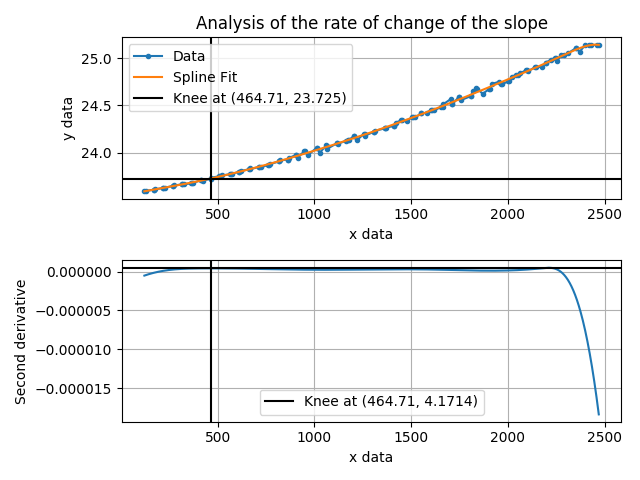 Analysis of the rate of change of the slope
25.0
24.5
24.0
y data
Data
Spline Fit
Knee at (464.71, 23.725)
500
1000
1500
2000
2500
x data
0.000000
−0.000005
−0.000010
−0.000015
Second derivative
Knee at (464.71, 4.1714)
500
1000
1500
2000
2500
x data